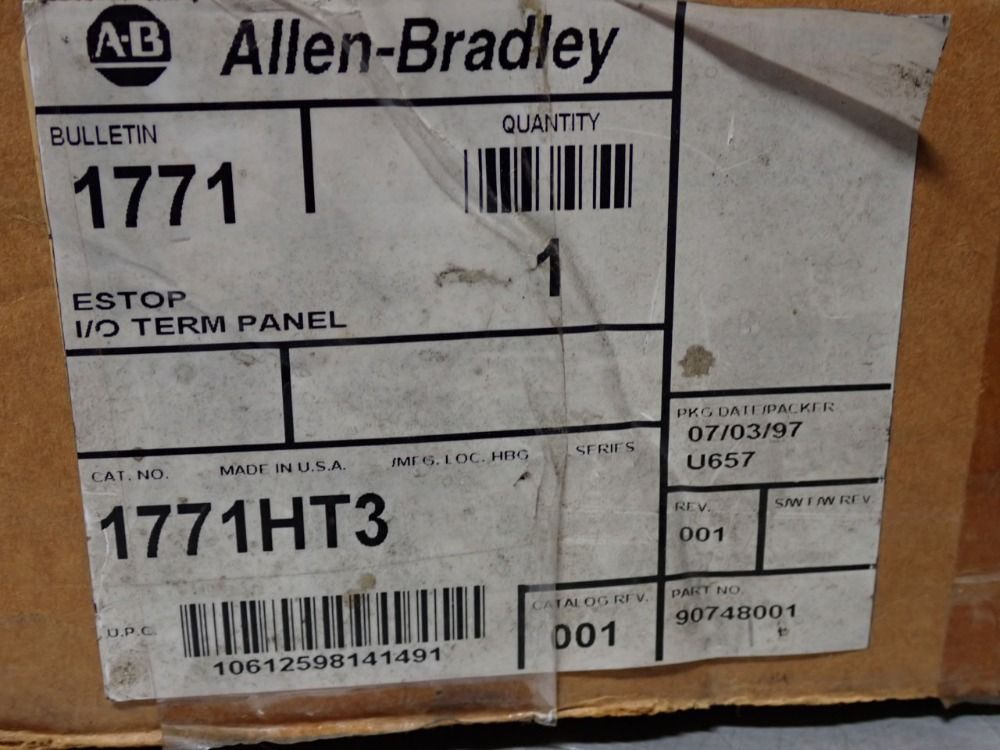 A·B Allen-Bradley
BULLETIN
1771
QUANTITY
1
ESTOP
I/O TERM PANEL
PKG DATE/PACKER
07/03/97
U657
CAT. NO. MADE IN U.S.A. /MFG. LOC. HBG SERIES
1771HT3
REV.
001
S/W F/W REV.
U.P.C.
10612598141491
CATALOG REV.
001
PART NO.
90748001